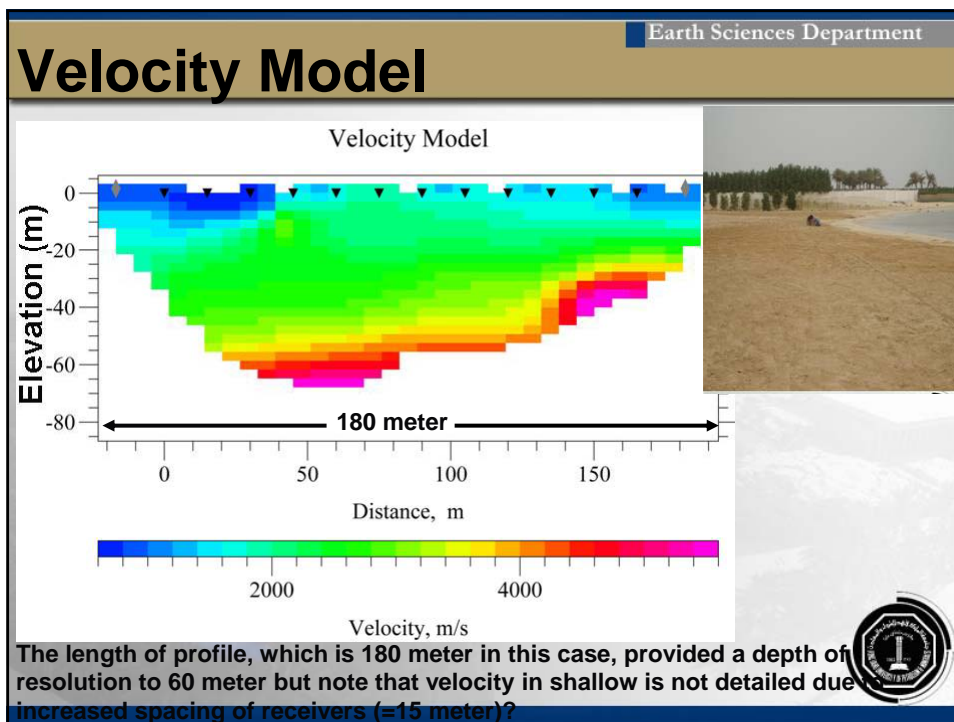 Earth Sciences Department
Velocity Model
Velocity Model
Elevation (m)
0
-20
-40
-60
-80
180 meter
0 50 100 150
Distance, m
2000 4000
Velocity, m/s
The length of profile, which is 180 meter in this case, provided a depth of
resolution to 60 meter but note that velocity in shallow is not detailed due to
increased spacing of receivers (=15 meter)?